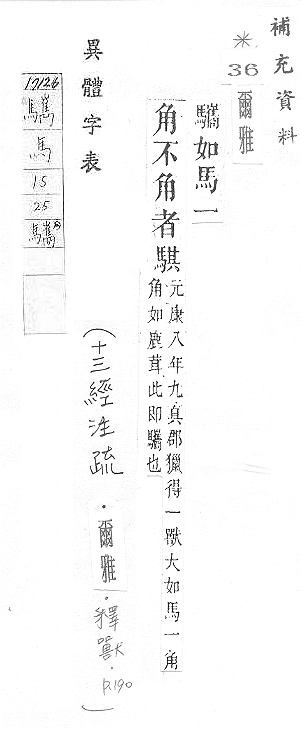 補充資料
*
36
爾雅
驨如馬一
角不角者騏
元康八年九真郡獵得一獸大如馬一角
角如鹿茸此即驨也
異體字表
（十三經注疏．爾雅．釋獸．p.190）
17126
馬
15
25